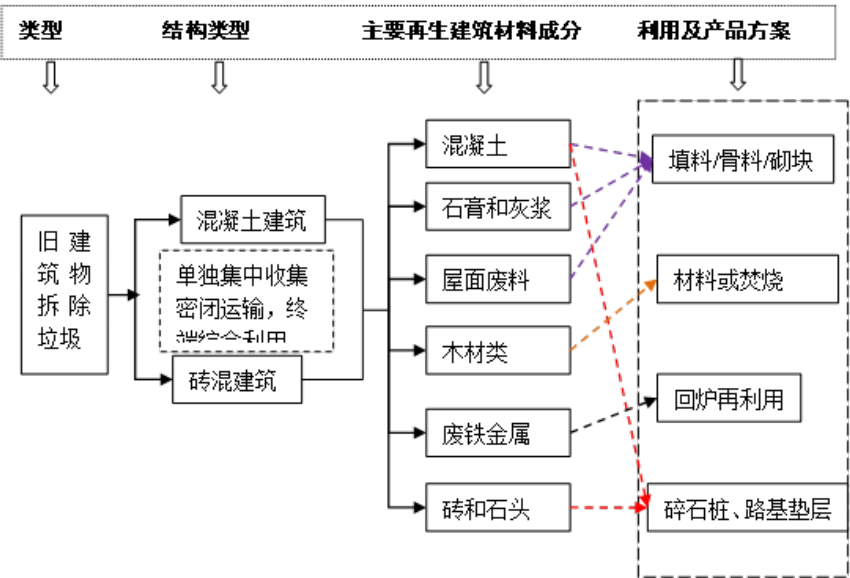 类型 结构类型 主要再生建筑材料成分 利用及产品方案
旧建
筑物
拆除
垃圾
混凝土建筑
单独集中收集
密闭运输，终
端综合利用
砖混建筑
混凝土
石膏和灰浆
屋面废料
木材类
废铁金属
砖和石头
填料/骨料/砌块
材料或焚烧
回炉再利用
碎石桩、路基垫层